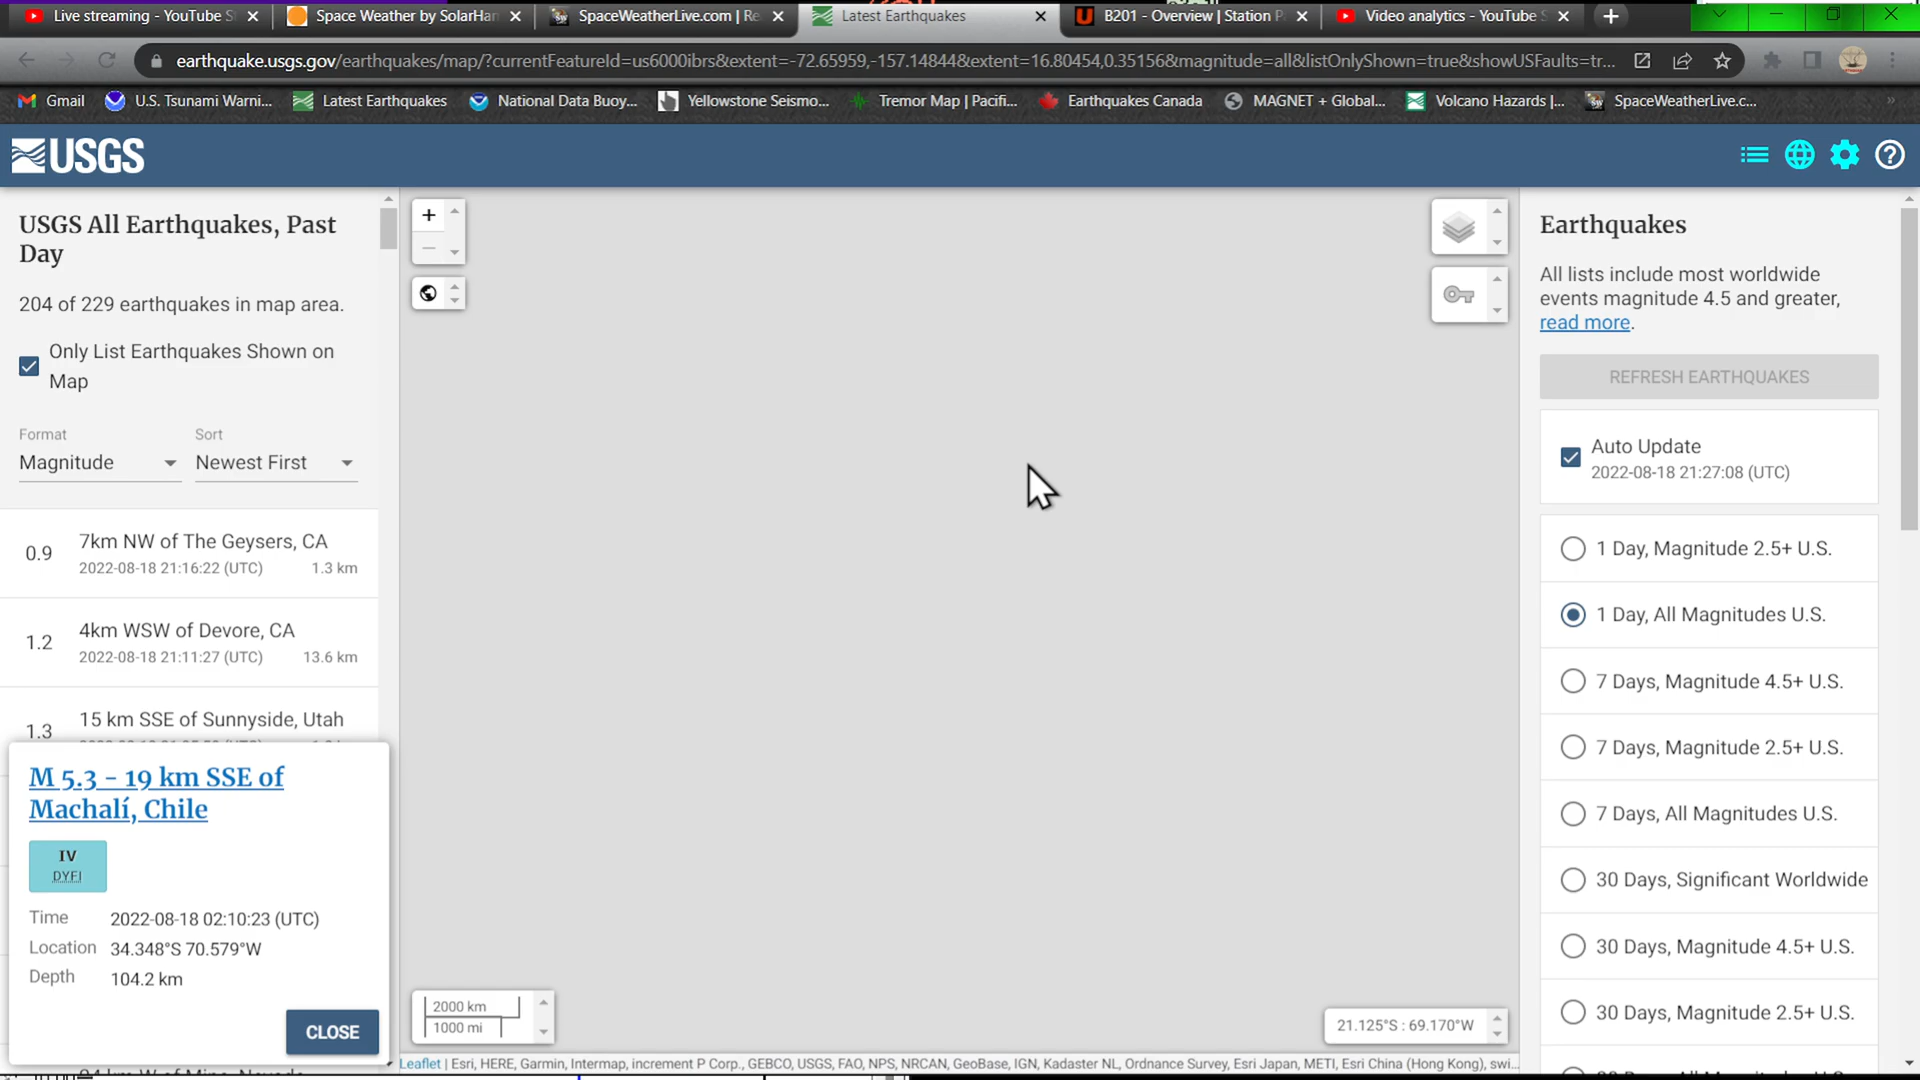 Live streaming - YouTube S
Space Weather by SolarHam
SpaceWeatherLive.com | Re
Latest Earthquakes
B201 - Overview | Station P
Video analytics - YouTube S
earthquake.usgs.gov/earthquakes/map/?currentFeatureId=us6000ibrs&extent=-72.65959,-157.14844&extent=16.80454,0.35156&magnitude=all&listOnlyShown=true&showUSFaults=tr...
Gmail
U.S. Tsunami Warni...
Latest Earthquakes
National Data Buoy...
Yellowstone Seismo...
Tremor Map | Pacifi...
Earthquakes Canada
MAGNET + Global...
Volcano Hazards |...
SpaceWeatherLive.c...
USGS
USGS All Earthquakes, Past
Day
204 of 229 earthquakes in map area.
Only List Earthquakes Shown on
Map
Format
Sort
Magnitude
Newest First
0.9
7km NW of The Geysers, CA
2022-08-18 21:16:22 (UTC)
1.3 km
1.2
4km WSW of Devore, CA
2022-08-18 21:11:27 (UTC)
13.6 km
1.3
15 km SSE of Sunnyside, Utah
M 5.3 - 19 km SSE of
Machalí, Chile
IV
DYFI
Time
2022-08-18 02:10:23 (UTC)
Location
34.348°S 70.579°W
Depth
104.2 km
CLOSE
+
−
2000 km
1000 mi
21.125°S : 69.170°W
Leaflet | Esri, HERE, Garmin, Intermap, increment P Corp., GEBCO, USGS, FAO, NPS, NRCAN, GeoBase, IGN, Kadaster NL, Ordnance Survey, Esri Japan, METI, Esri China (Hong Kong), swi...
Earthquakes
All lists include most worldwide
events magnitude 4.5 and greater,
read more.
REFRESH EARTHQUAKES
Auto Update
2022-08-18 21:27:08 (UTC)
1 Day, Magnitude 2.5+ U.S.
1 Day, All Magnitudes U.S.
7 Days, Magnitude 4.5+ U.S.
7 Days, Magnitude 2.5+ U.S.
7 Days, All Magnitudes U.S.
30 Days, Significant Worldwide
30 Days, Magnitude 4.5+ U.S.
30 Days, Magnitude 2.5+ U.S.